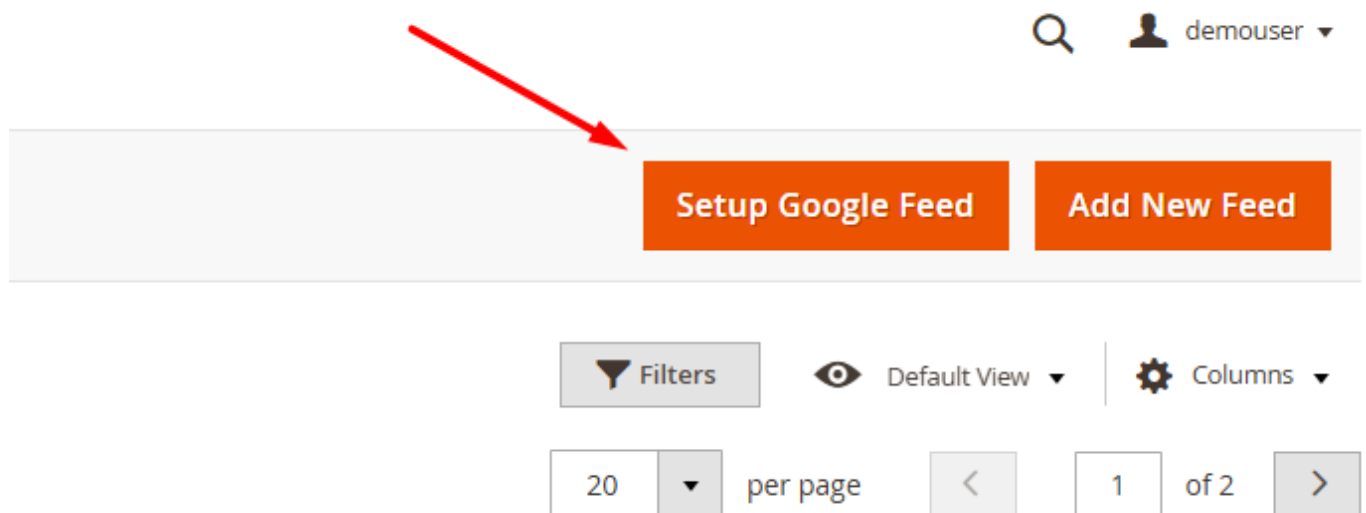 demouser
Setup Google Feed Add New Feed
Filters Default View Columns
20 per page 1 of 2